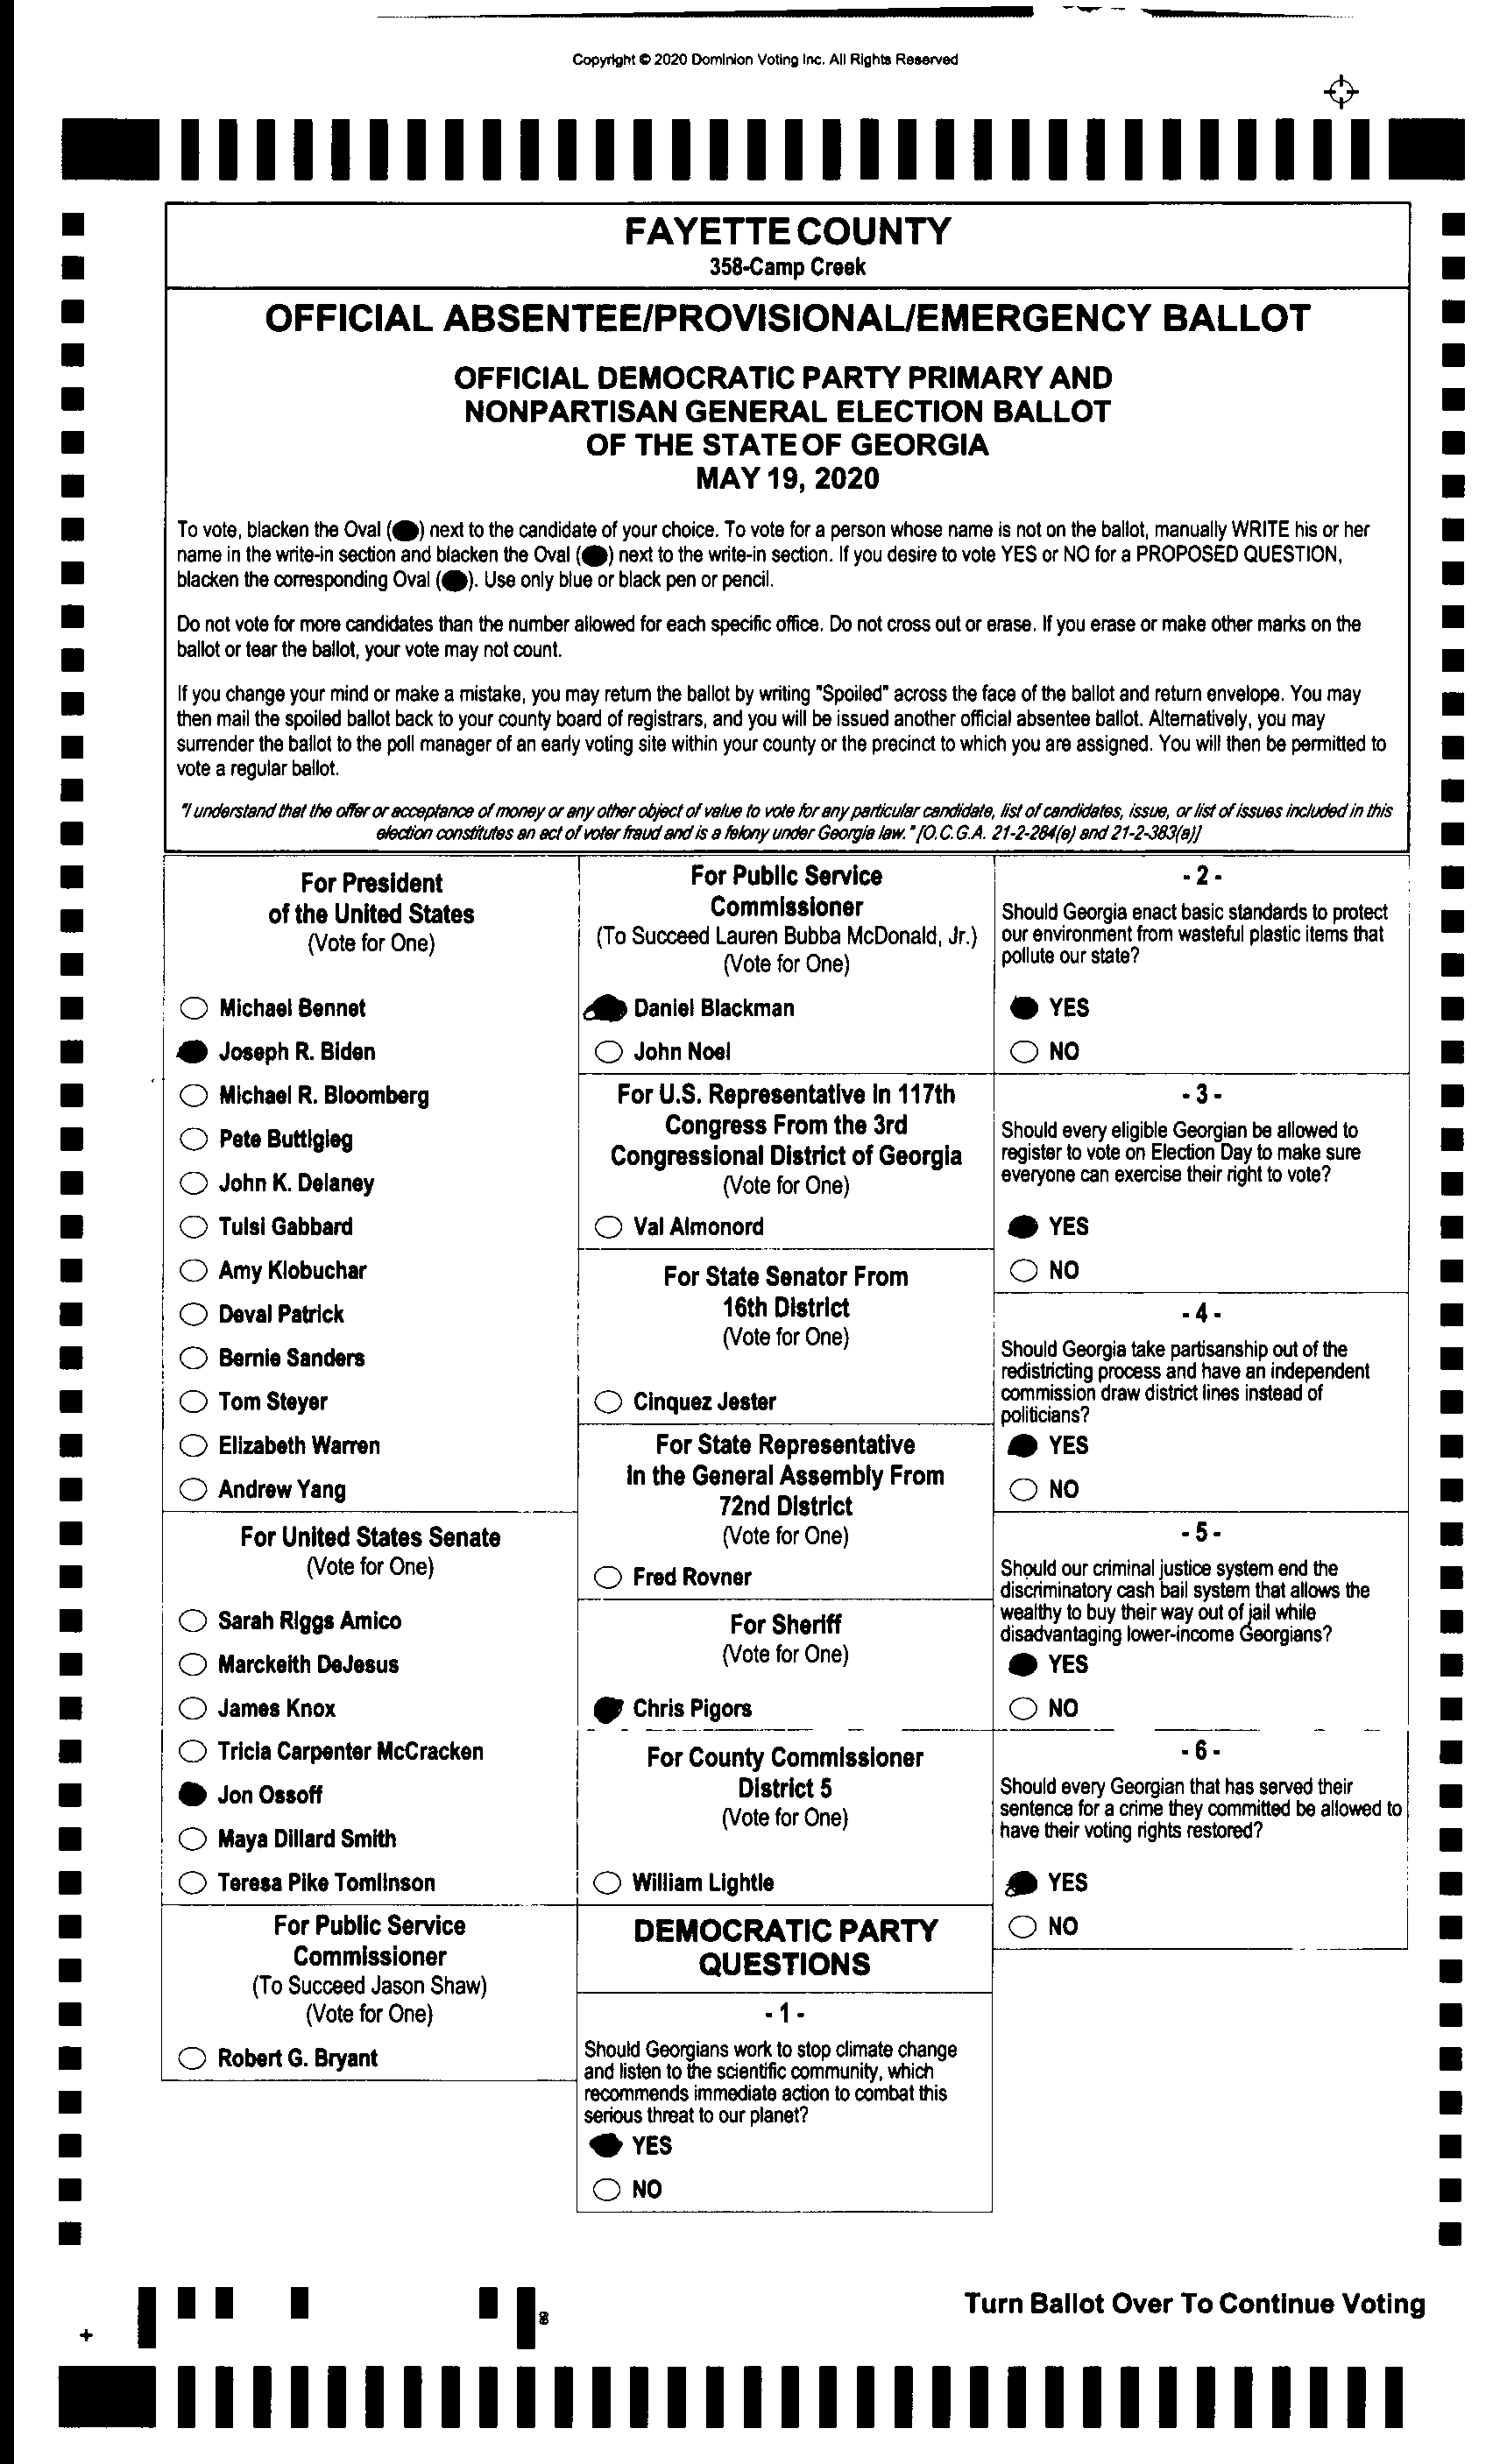 Copyright © 2020 Dominion Voting Inc. All Rights Reserved
FAYETTE COUNTY
358-Camp Creek
OFFICIAL ABSENTEE/PROVISIONAL/EMERGENCY BALLOT
OFFICIAL DEMOCRATIC PARTY PRIMARY AND
NONPARTISAN GENERAL ELECTION BALLOT
OF THE STATE OF GEORGIA
MAY 19, 2020
To vote, blacken the Oval ( ) next to the candidate of your choice. To vote for a person whose name is not on the ballot, manually WRITE his or her
name in the write-in section and blacken the Oval ( ) next to the write-in section. If you desire to vote YES or NO for a PROPOSED QUESTION,
blacken the corresponding Oval ( ). Use only blue or black pen or pencil.
Do not vote for more candidates than the number allowed for each specific office. Do not cross out or erase. If you erase or make other marks on the
ballot or tear the ballot, your vote may not count.
If you change your mind or make a mistake, you may return the ballot by writing "Spoiled" across the face of the ballot and return envelope. You may
then mail the spoiled ballot back to your county board of registrars, and you will be issued another official absentee ballot. Alternatively, you may
surrender the ballot to the poll manager of an early voting site within your county or the precinct to which you are assigned. You will then be permitted to
vote a regular ballot.
"I understand that the offer or acceptance of money or any other object of value to vote for any particular candidate, list of candidates, issue, or list of issues included in this
election constitutes an act of voter fraud and is a felony under Georgia law." [O.C.G.A. 21-2-284(e) and 21-2-383(a)]
For President
of the United States
(Vote for One)
Michael Bennet
Joseph R. Biden
Michael R. Bloomberg
Pete Buttigieg
John K. Delaney
Tulsi Gabbard
Amy Klobuchar
Deval Patrick
Bernie Sanders
Tom Steyer
Elizabeth Warren
Andrew Yang
For United States Senate
(Vote for One)
Sarah Riggs Amico
Marckeith DeJesus
James Knox
Tricia Carpenter McCracken
Jon Ossoff
Maya Dillard Smith
Teresa Pike Tomlinson
For Public Service
Commissioner
(To Succeed Jason Shaw)
(Vote for One)
Robert G. Bryant
For Public Service
Commissioner
(To Succeed Lauren Bubba McDonald, Jr.)
(Vote for One)
Daniel Blackman
John Noel
For U.S. Representative in 117th
Congress From the 3rd
Congressional District of Georgia
(Vote for One)
Val Almonord
For State Senator From
16th District
(Vote for One)
Cinquez Jester
For State Representative
In the General Assembly From
72nd District
(Vote for One)
Fred Rovner
For Sheriff
(Vote for One)
Chris Pigors
For County Commissioner
District 5
(Vote for One)
William Lightle
DEMOCRATIC PARTY
QUESTIONS
- 1 -
Should Georgians work to stop climate change
and listen to the scientific community, which
recommends immediate action to combat this
serious threat to our planet?
YES
NO
- 2 -
Should Georgia enact basic standards to protect
our environment from wasteful plastic items that
pollute our state?
YES
NO
- 3 -
Should every eligible Georgian be allowed to
register to vote on Election Day to make sure
everyone can exercise their right to vote?
YES
NO
- 4 -
Should Georgia take partisanship out of the
redistricting process and have an independent
commission draw district lines instead of
politicians?
YES
NO
- 5 -
Should our criminal justice system end the
discriminatory cash bail system that allows the
wealthy to buy their way out of jail while
disadvantaging lower-income Georgians?
YES
NO
- 6 -
Should every Georgian that has served their
sentence for a crime they committed be allowed to
have their voting rights restored?
YES
NO
Turn Ballot Over To Continue Voting